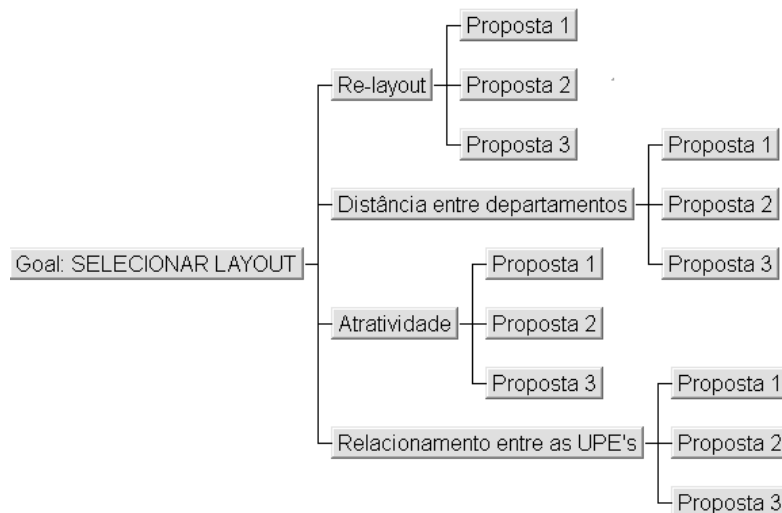 Goal: SELECIONAR LAYOUT
Re-layout
Proposta 1
Proposta 2
Proposta 3
Distância entre departamentos
Proposta 1
Proposta 2
Proposta 3
Atratividade
Proposta 1
Proposta 2
Proposta 3
Relacionamento entre as UPE's
Proposta 1
Proposta 2
Proposta 3